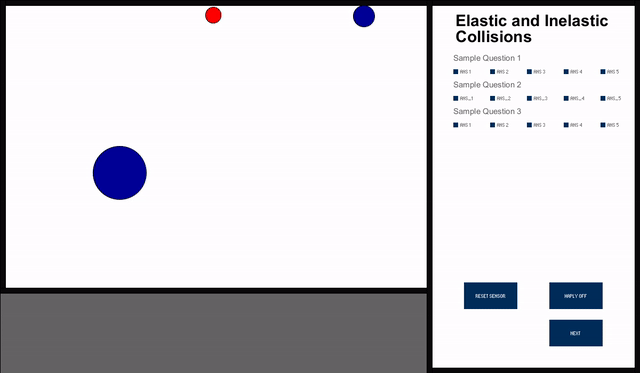 Elastic and Inelastic
Collisions
Sample Question 1
ANS 1 ANS 2 ANS 3 ANS 4 ANS 5
Sample Question 2
ANS_1 ANS_2 ANS_3 ANS_4 ANS_5
Sample Question 3
ANS 1 ANS 2 ANS 3 ANS 4 ANS 5
RESET SENSOR HAPLY OFF
NEXT